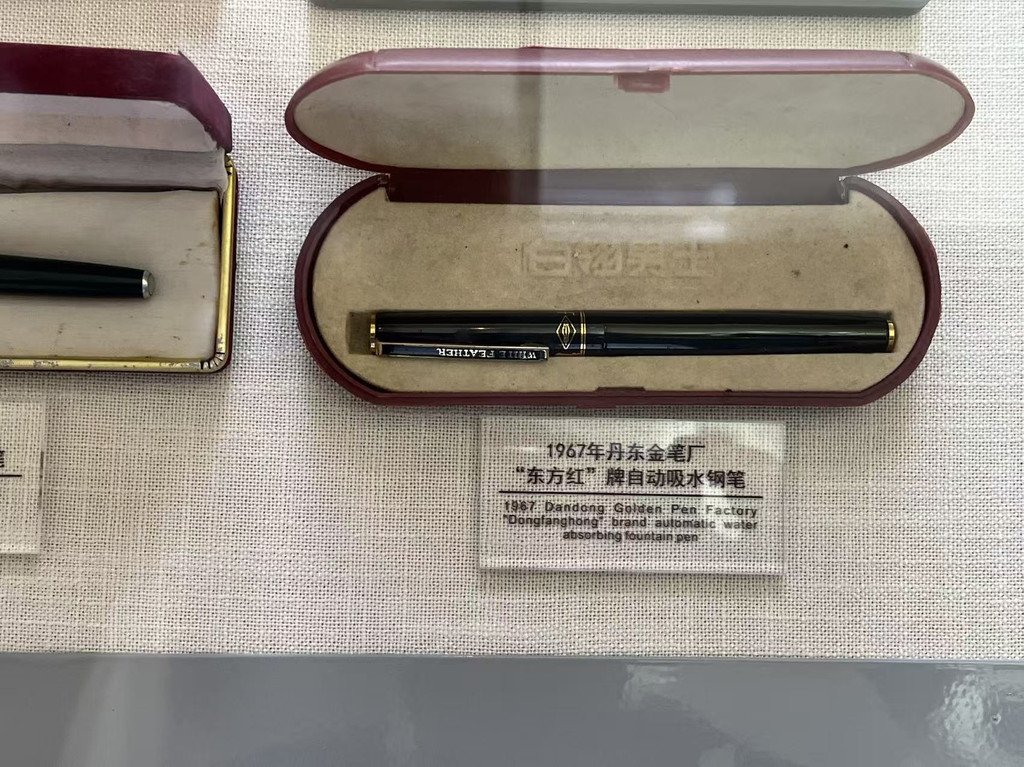 WHITE FEATHER
1967年丹东金笔厂
“东方红”牌自动吸水钢笔
1967 Dandong Golden Pen Factory
"Dongfanghong" brand automatic water
absorbing fountain pen
笔